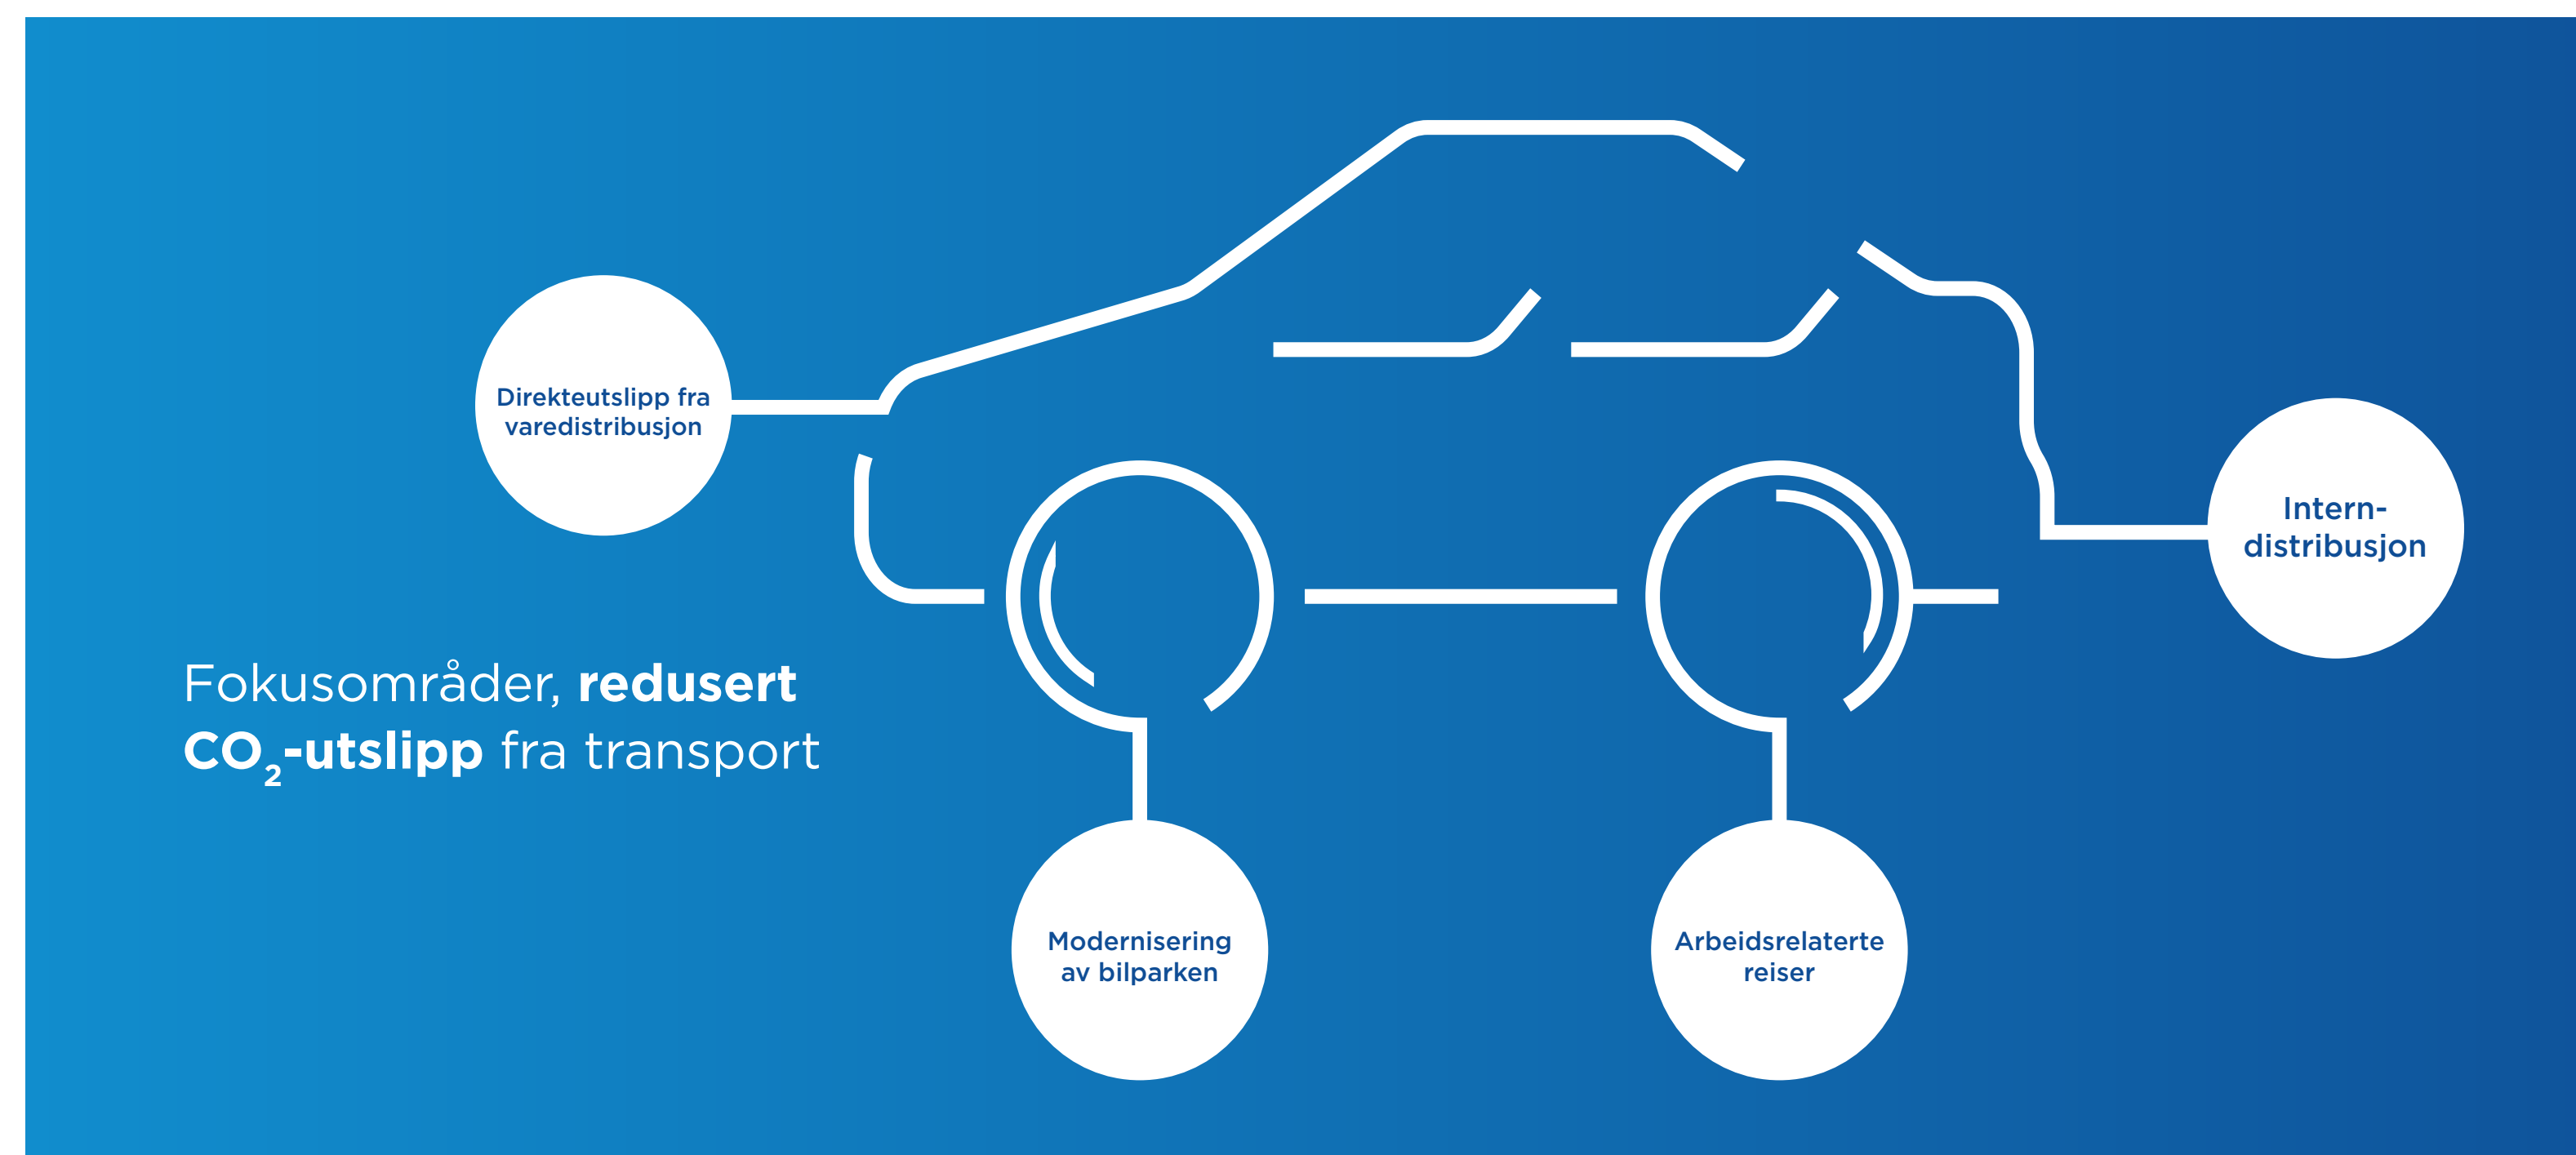 Direkteutslipp fra
varedistribusjon
Intern-
distribusjon
Fokusområder, redusert
CO₂-utslipp fra transport
Modernisering
av bilparken
Arbeidsrelaterte
reiser